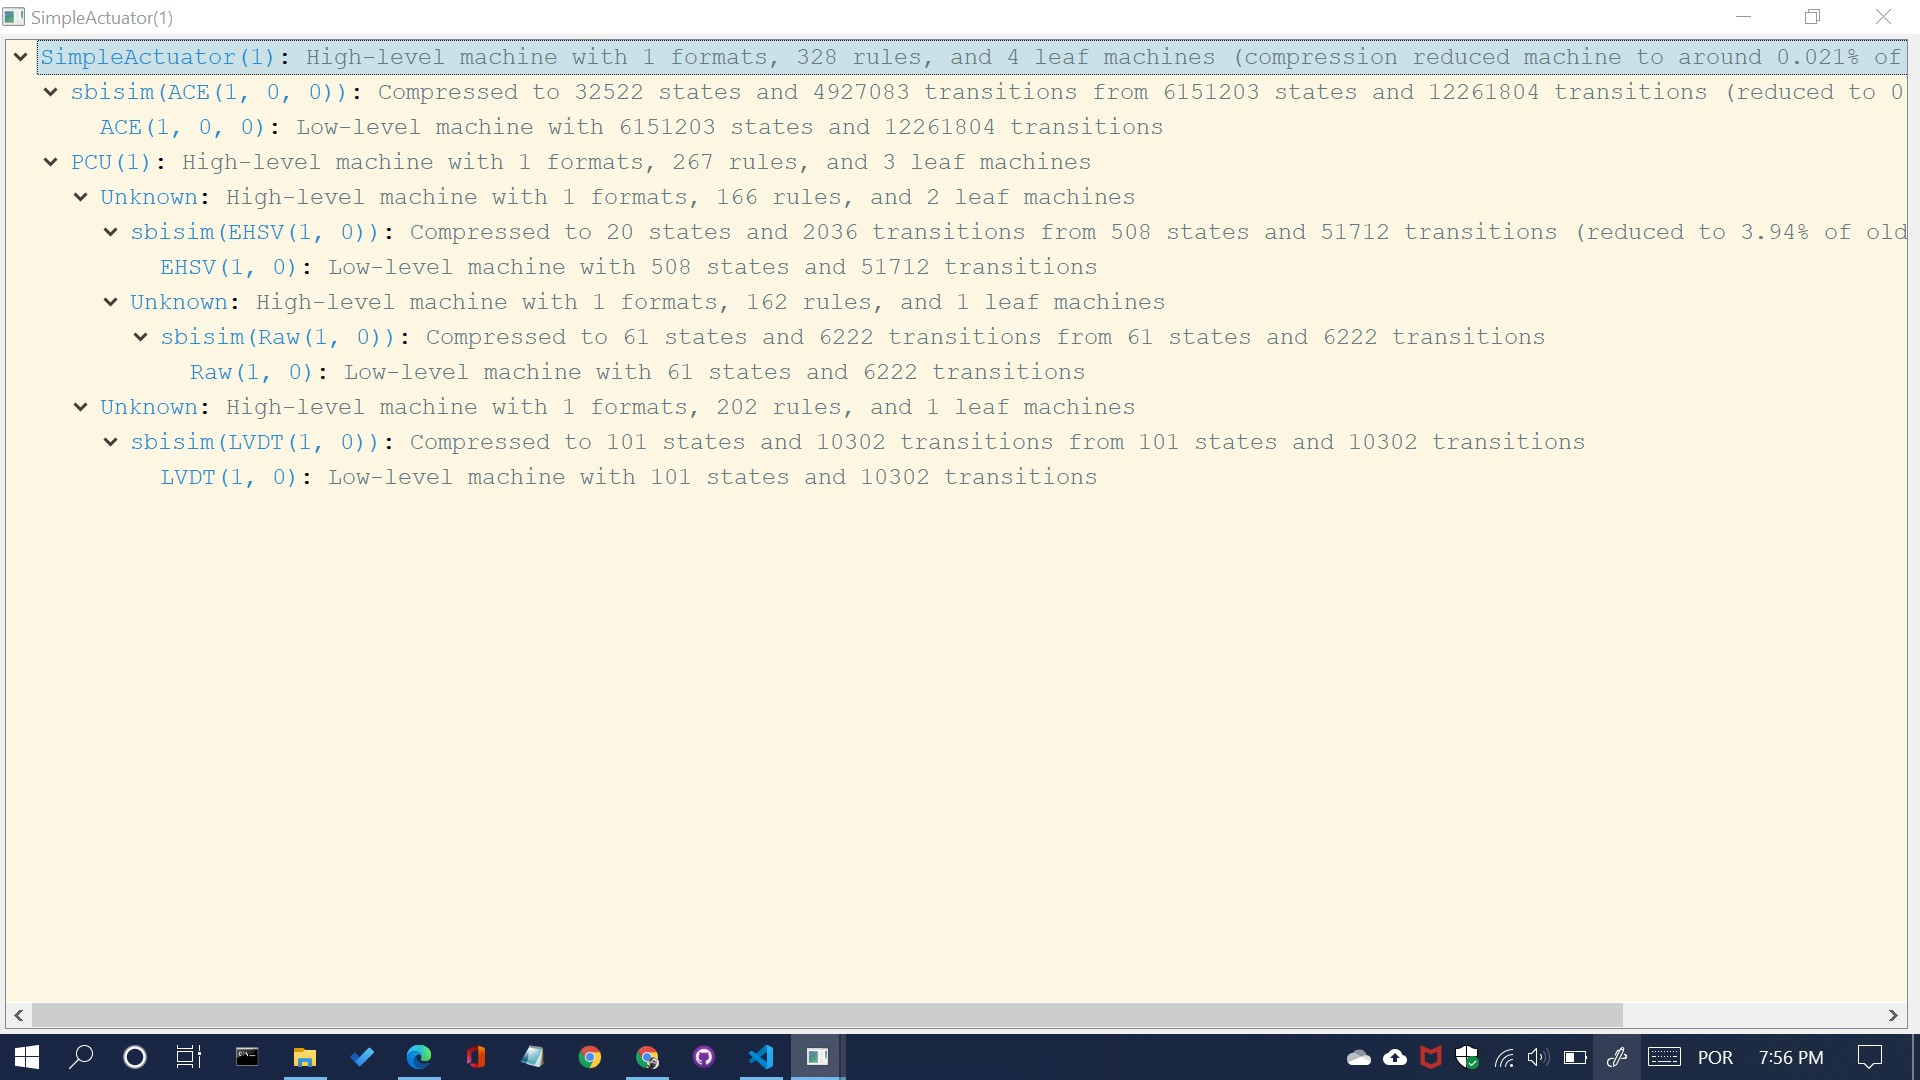 SimpleActuator(1)
SimpleActuator(1): High-level machine with 1 formats, 328 rules, and 4 leaf machines (compression reduced machine to around 0.021% of
sbisim(ACE(1, 0, 0)): Compressed to 32522 states and 4927083 transitions from 6151203 states and 12261804 transitions (reduced to 0
ACE(1, 0, 0): Low-level machine with 6151203 states and 12261804 transitions
PCU(1): High-level machine with 1 formats, 267 rules, and 3 leaf machines
Unknown: High-level machine with 1 formats, 166 rules, and 2 leaf machines
sbisim(EHSV(1, 0)): Compressed to 20 states and 2036 transitions from 508 states and 51712 transitions (reduced to 3.94% of old
EHSV(1, 0): Low-level machine with 508 states and 51712 transitions
Unknown: High-level machine with 1 formats, 162 rules, and 1 leaf machines
sbisim(Raw(1, 0)): Compressed to 61 states and 6222 transitions from 61 states and 6222 transitions
Raw(1, 0): Low-level machine with 61 states and 6222 transitions
Unknown: High-level machine with 1 formats, 202 rules, and 1 leaf machines
sbisim(LVDT(1, 0)): Compressed to 101 states and 10302 transitions from 101 states and 10302 transitions
LVDT(1, 0): Low-level machine with 101 states and 10302 transitions
POR 7:56 PM